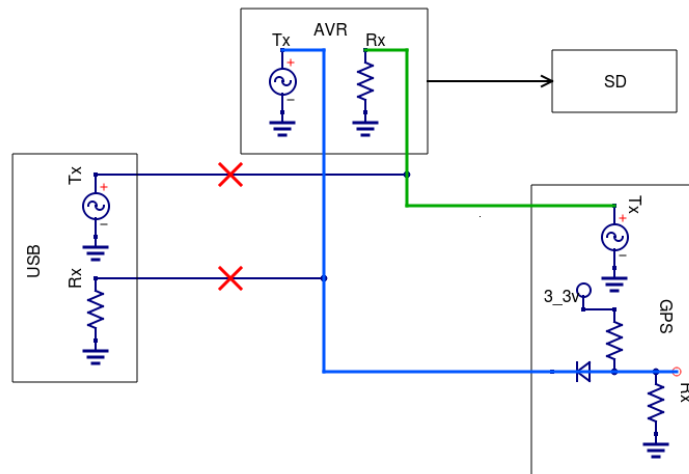 AVR
Tx
Rx
+
−
SD
Tx
+
−
USB
Rx
Tx
+
−
3_3v
GPS
Rx